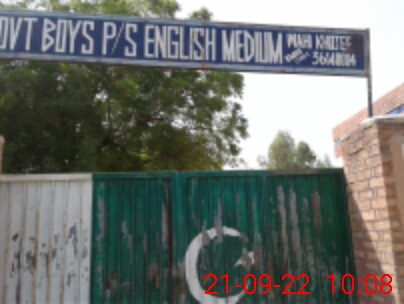 OVT BOYS P/S ENGLISH MEDIUM
21-09-22 10:08